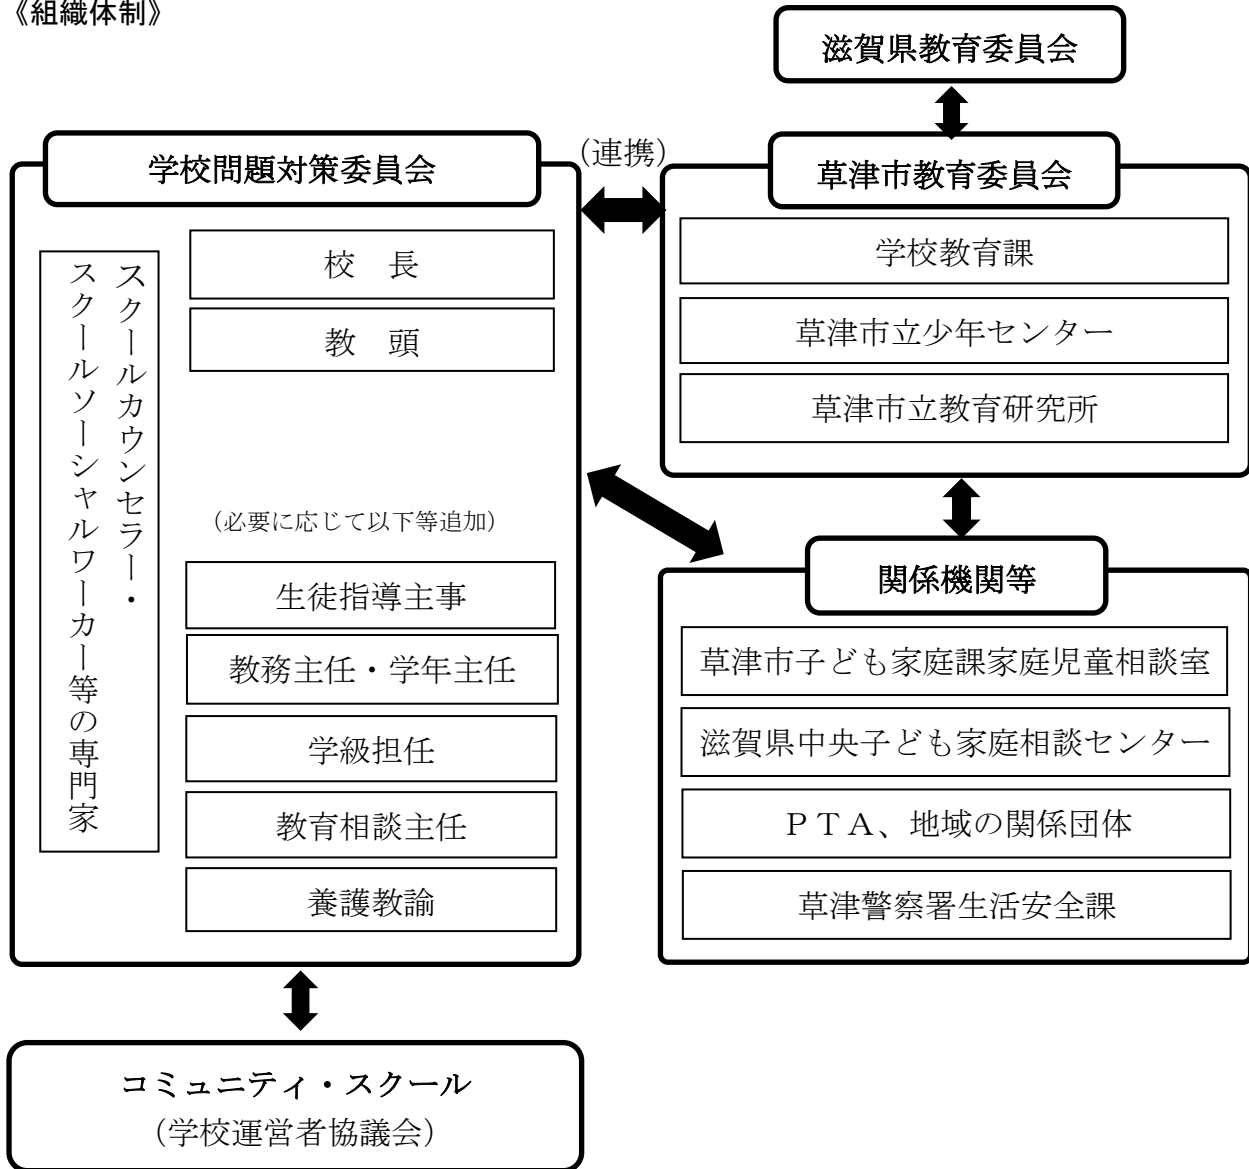 《組織体制》
滋賀県教育委員会
学校問題対策委員会
(連携)
草津市教育委員会
スクールカウンセラー・
スクールソーシャルワーカー等の専門家
校　長
教　頭
(必要に応じて以下等追加)
生徒指導主事
教務主任・学年主任
学級担任
教育相談主任
養護教諭
学校教育課
草津市立少年センター
草津市立教育研究所
関係機関等
草津市子ども家庭課家庭児童相談室
滋賀県中央子ども家庭相談センター
ＰＴＡ、地域の関係団体
草津警察署生活安全課
コミュニティ・スクール
（学校運営者協議会）